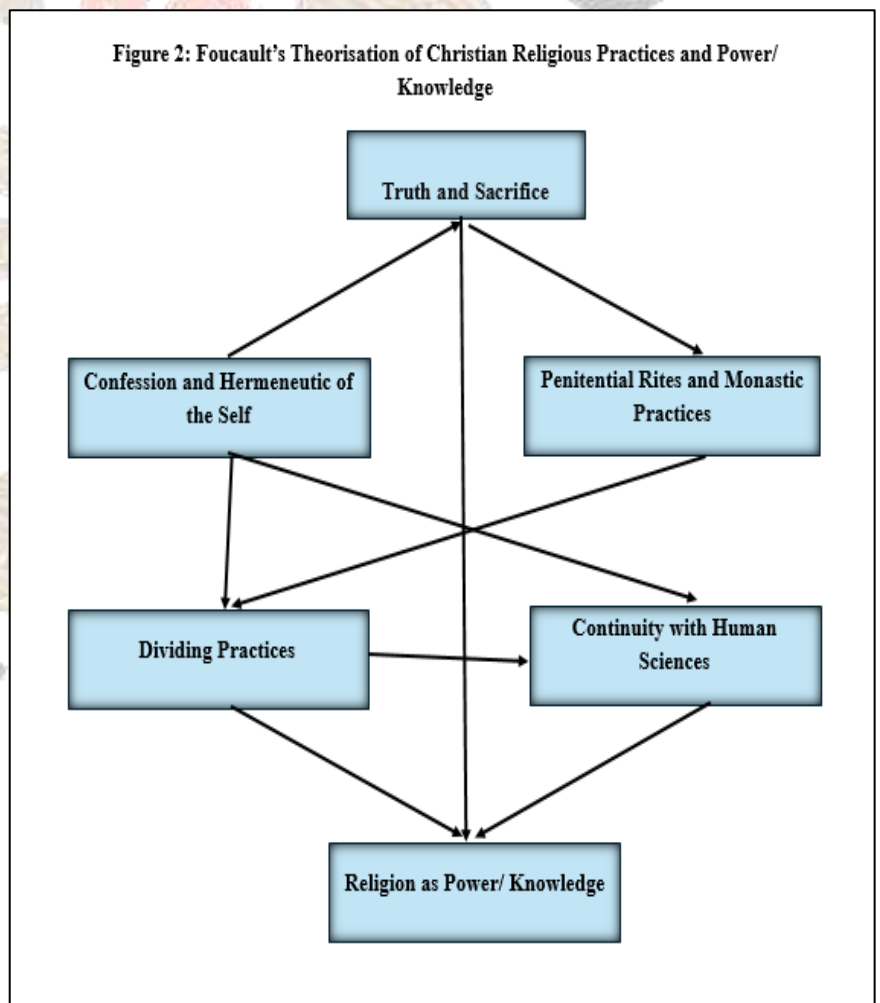 Figure 2: Foucault's Theorisation of Christian Religious Practices and Power/
Knowledge
Truth and Sacrifice
Confession and Hermeneutic of
the Self
Penitential Rites and Monastic
Practices
Dividing Practices
Continuity with Human
Sciences
Religion as Power/ Knowledge